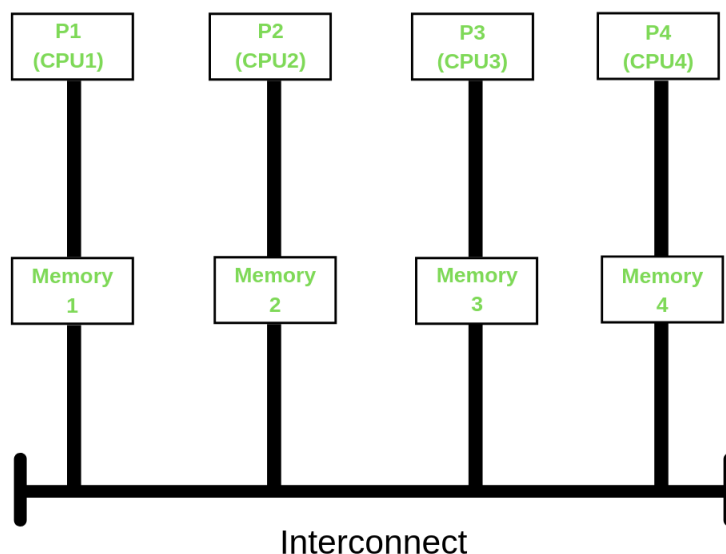 P1
(CPU1)
P2
(CPU2)
P3
(CPU3)
P4
(CPU4)
Memory
1
Memory
2
Memory
3
Memory
4
Interconnect